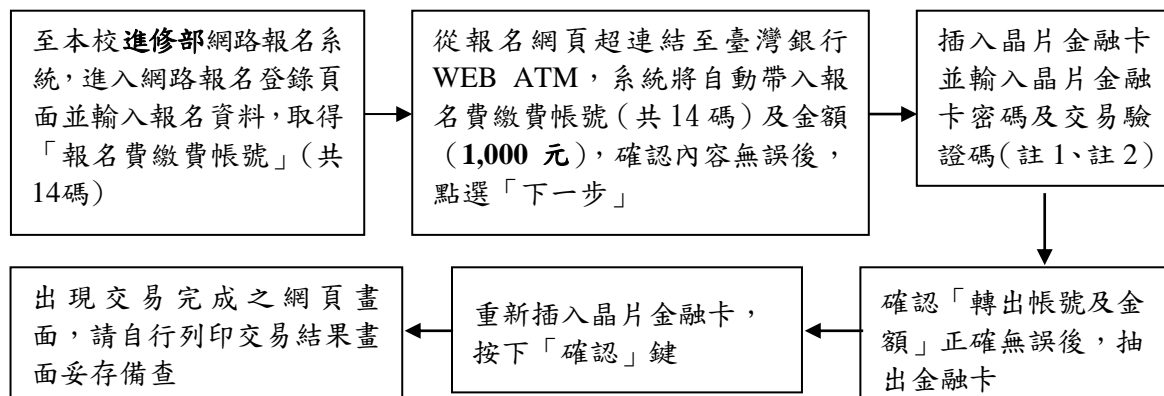 至本校進修部網路報名系
統，進入網路報名登錄頁
面並輸入報名資料，取得
「報名費繳費帳號」（共
14碼）
從報名網頁超連結至臺灣銀行
WEB ATM，系統將自動帶入報
名費繳費帳號（共 14 碼）及金額
（1,000 元），確認內容無誤後，
點選「下一步」
插入晶片金融卡
並輸入晶片金融
卡密碼及交易驗
證碼（註 1、註 2）
確認「轉出帳號及金
額」正確無誤後，抽
出金融卡
重新插入晶片金融卡，
按下「確認」鍵
出現交易完成之網頁畫
面，請自行列印交易結果畫
面妥存備查